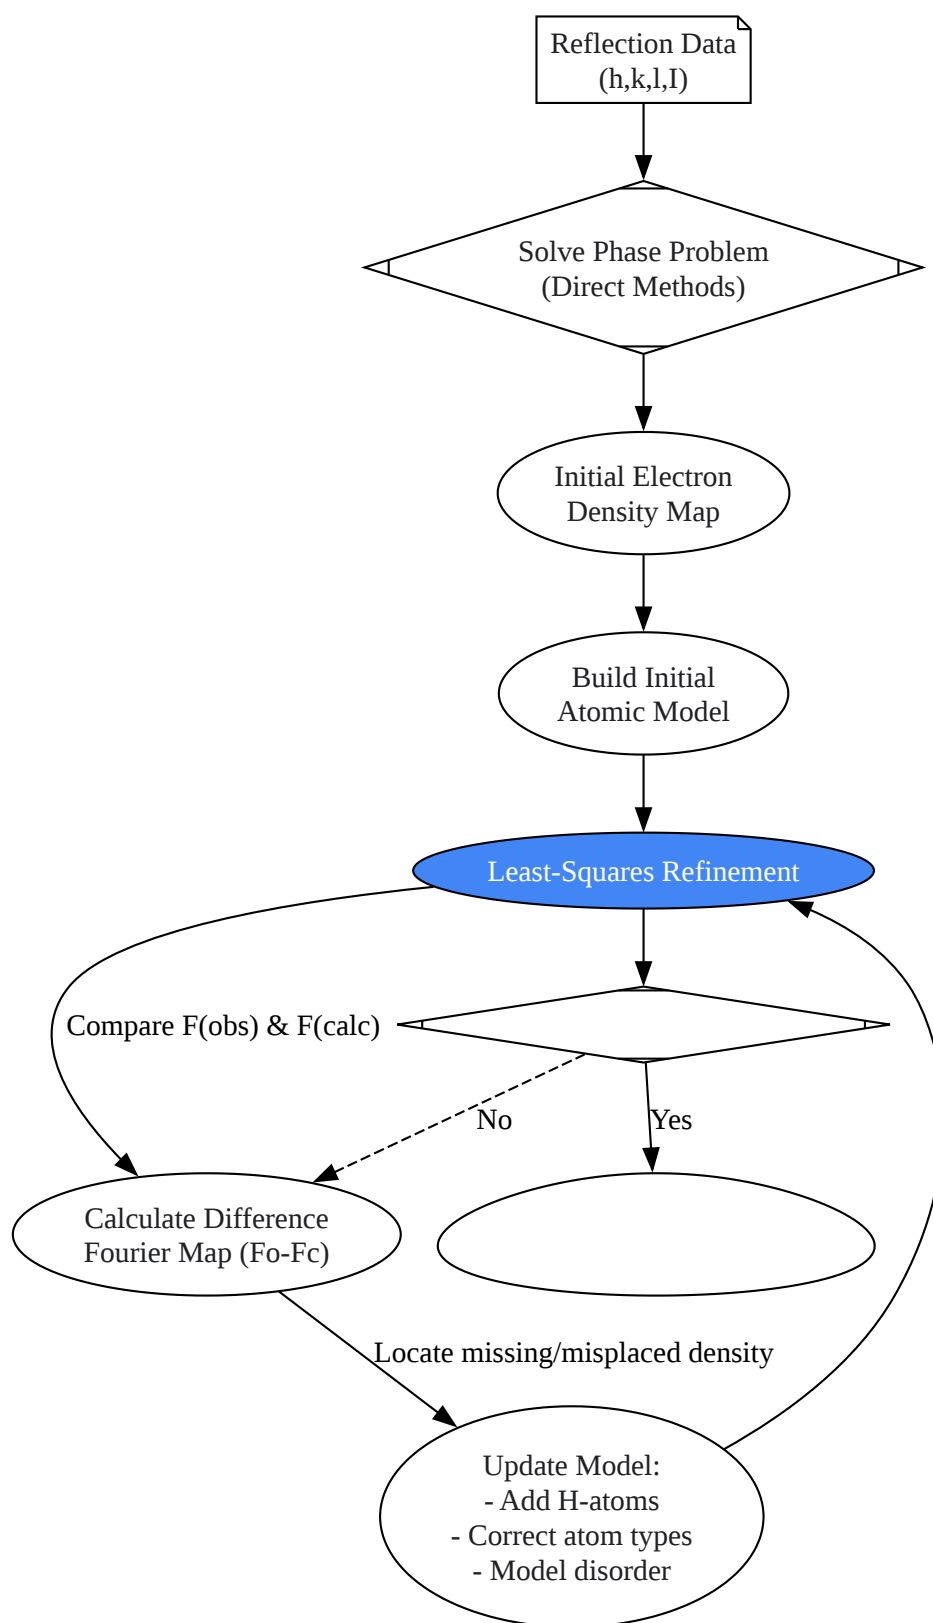 Reflection Data
(h,k,l,I)
Solve Phase Problem
(Direct Methods)
Initial Electron
Density Map
Build Initial
Atomic Model
Least-Squares Refinement
Compare F(obs) & F(calc)
No
Yes
Calculate Difference
Fourier Map (Fo-Fc)
Locate missing/misplaced density
Update Model:
- Add H-atoms
- Correct atom types
- Model disorder